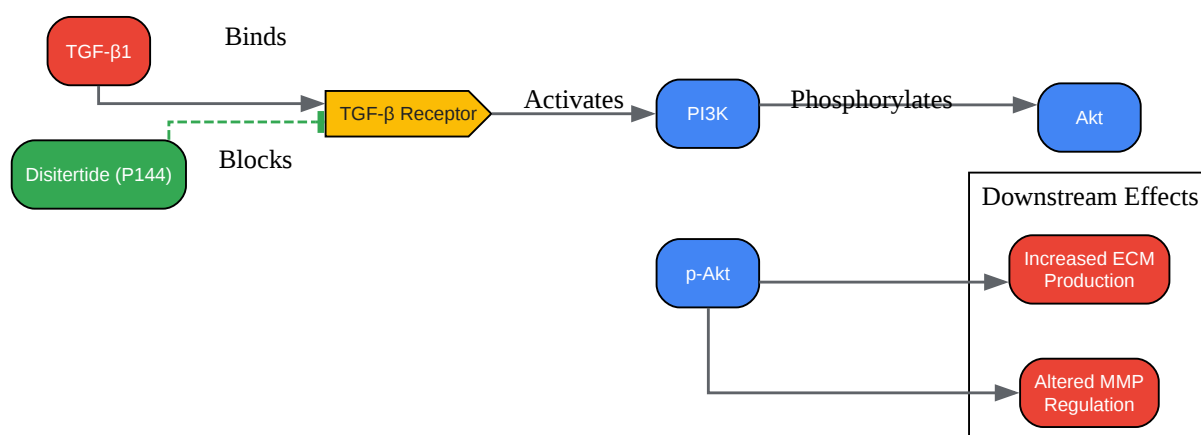 TGF-β1
Binds
TGF-β Receptor
Activates
PI3K
Phosphorylates
Akt
Disitertide (P144)
Blocks
Downstream Effects
p-Akt
Increased ECM
Production
Altered MMP
Regulation